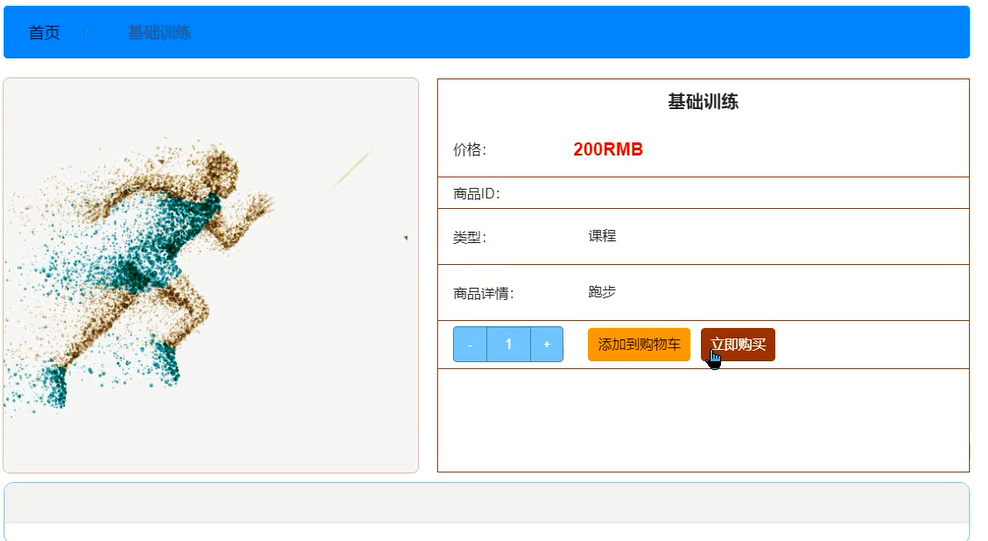 首页 / 基础训练
基础训练
价格： 200RMB
商品ID：
类型： 课程
商品详情： 跑步
- 1 + 添加到购物车 立即购买